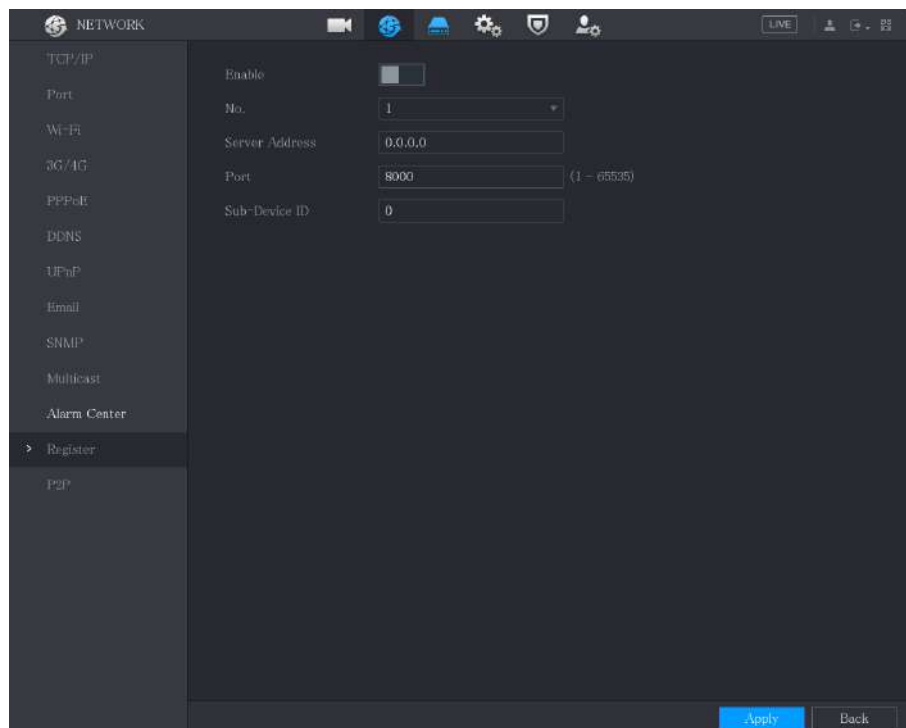 NETWORK
LIVE
TCP/IP
Port
Wi-Fi
3G/4G
PPPoE
DDNS
UPnP
Email
SNMP
Multicast
Alarm Center
Register
P2P
Enable
No. 1
Server Address 0.0.0.0
Port 8000 (1 - 65535)
Sub-Device ID 0
Apply Back